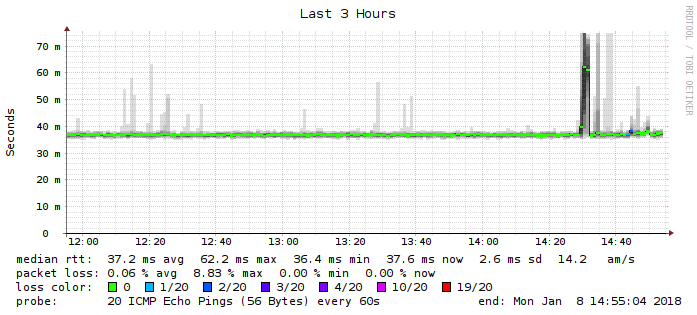 Last 3 Hours
RRDTOOL / TOBI OETIKER
Seconds
70 m
60 m
50 m
40 m
30 m
20 m
10 m
0
12:00 12:20 12:40 13:00 13:20 13:40 14:00 14:20 14:40
median rtt: 37.2 ms avg 62.2 ms max 36.4 ms min 37.6 ms now 2.6 ms sd 14.2 am/s
packet loss: 0.06 % avg 8.83 % max 0.00 % min 0.00 % now
loss color: 0 1/20 2/20 3/20 4/20 10/20 19/20
probe: 20 ICMP Echo Pings (56 Bytes) every 60s end: Mon Jan 8 14:55:04 2018